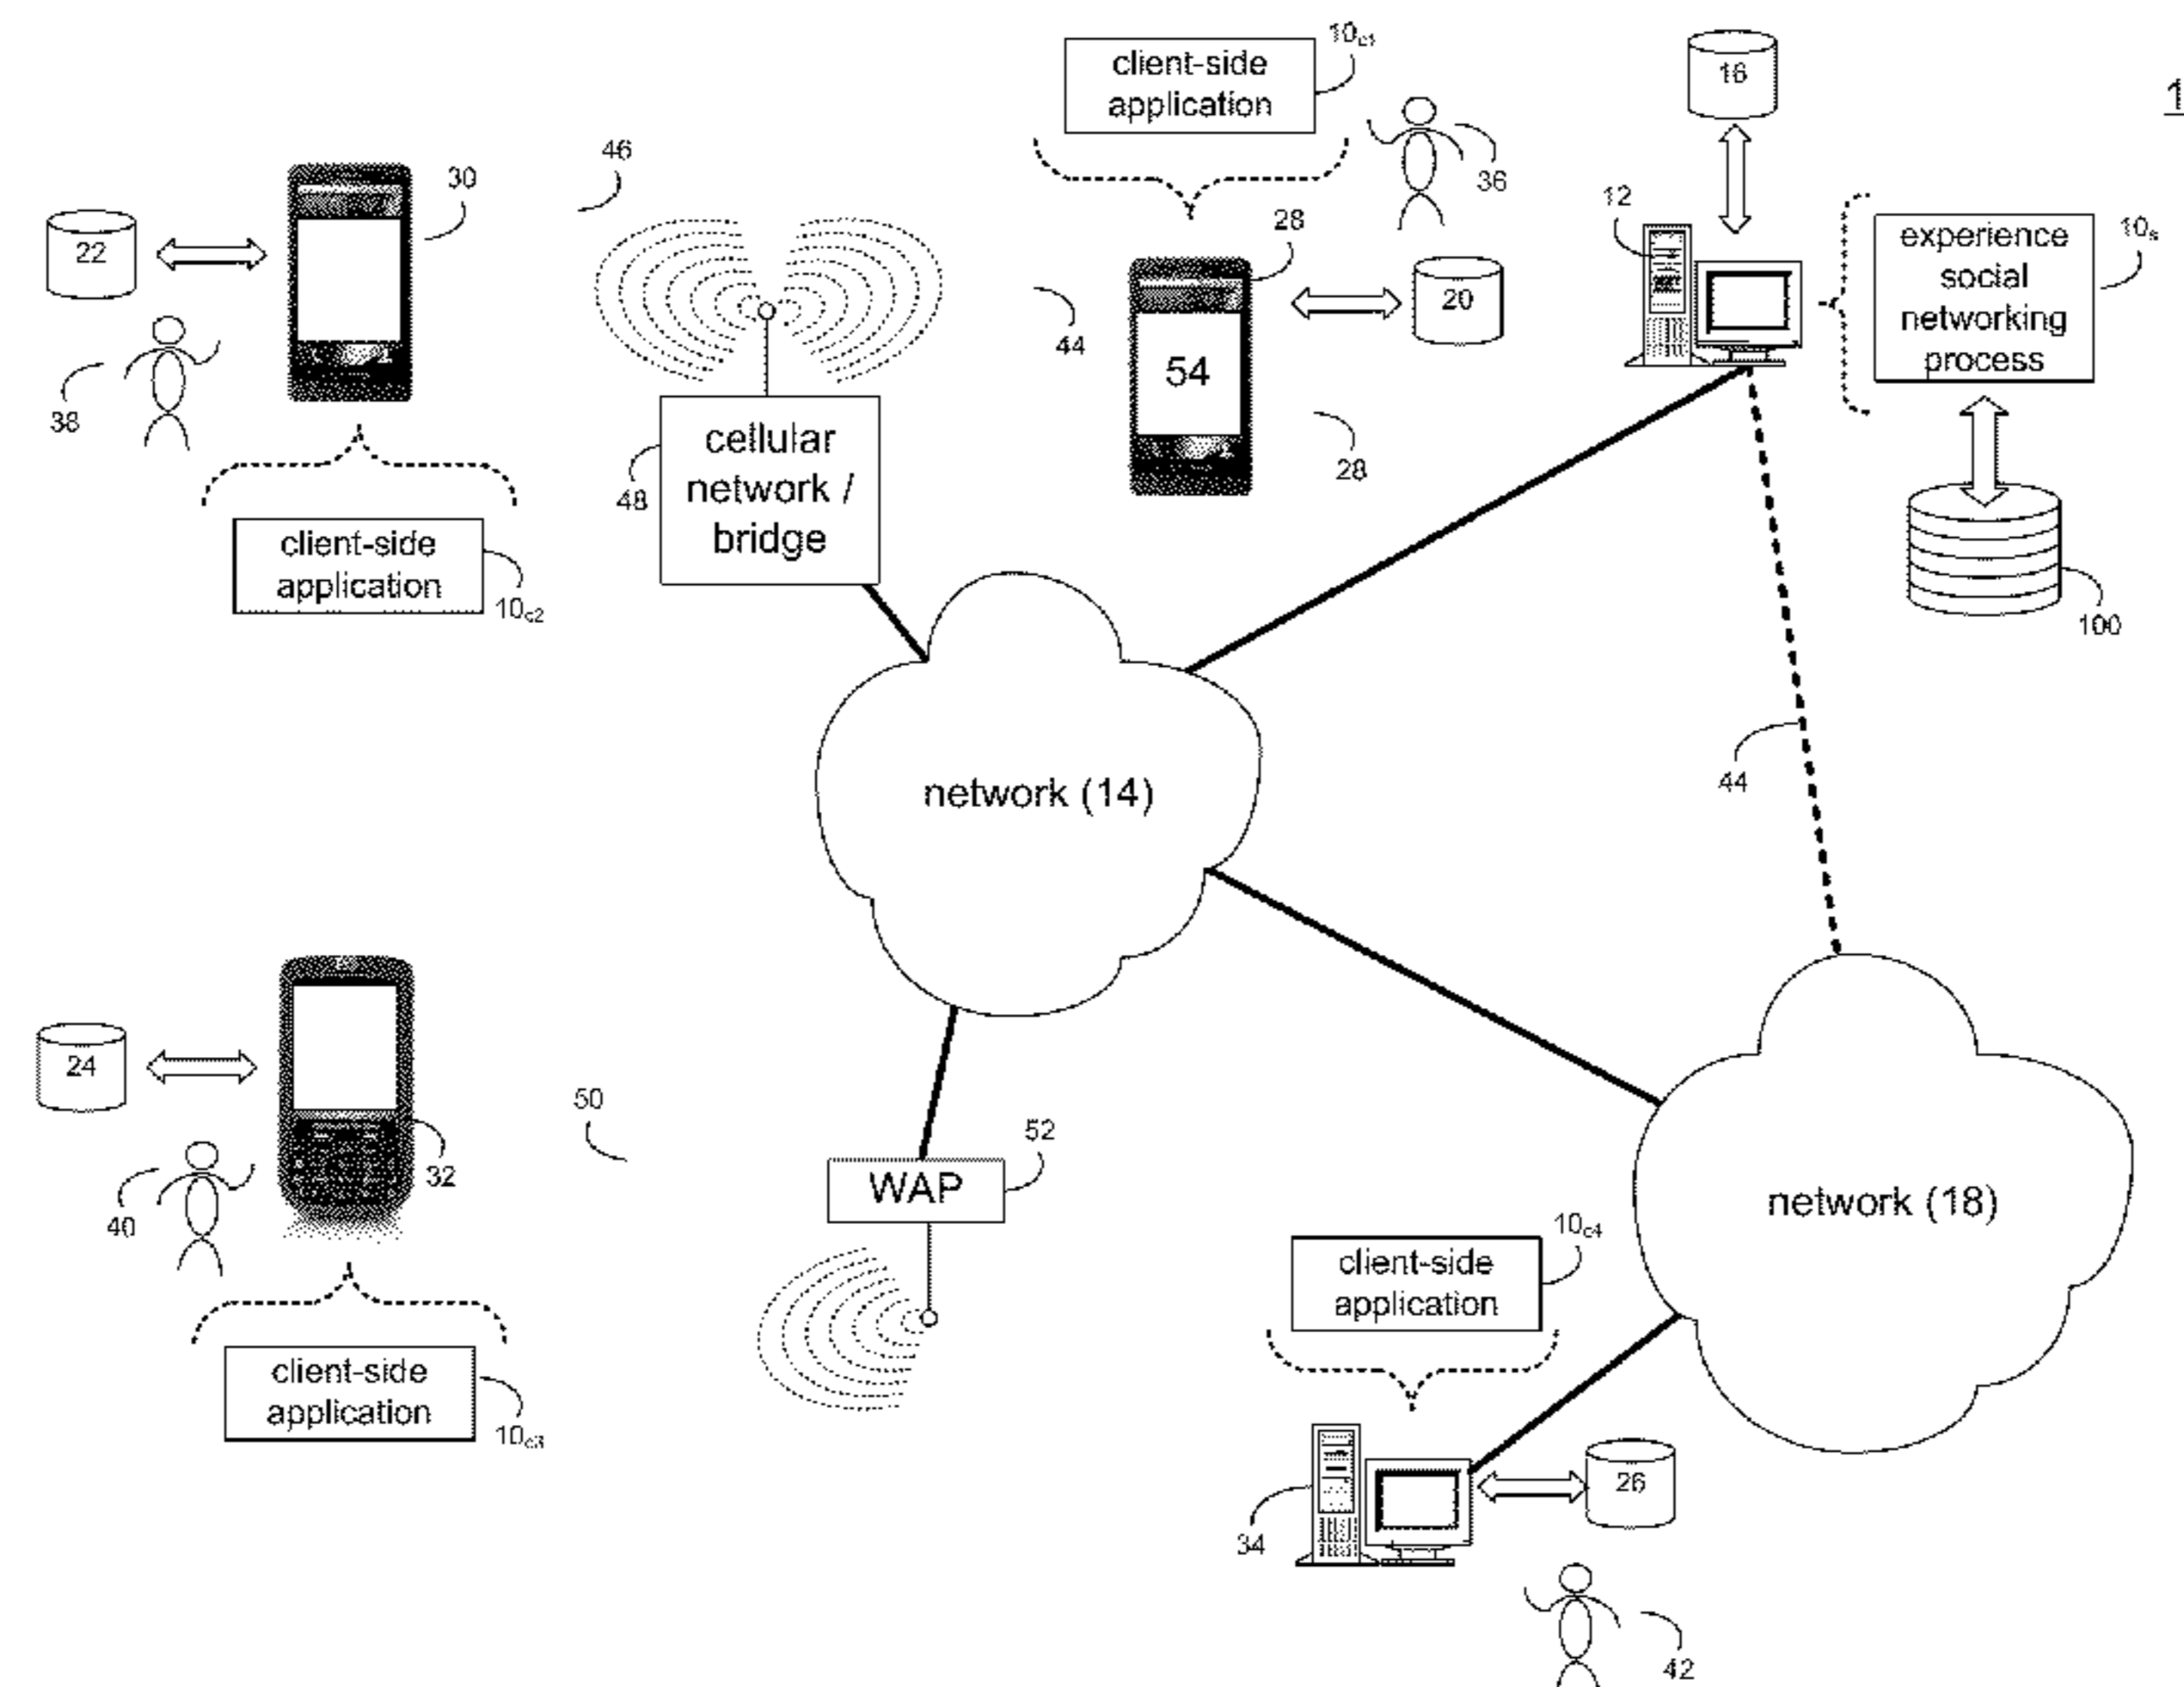 10c1
client-side
application
16
1
46
30
36
12
10s
22
28
experience
social
networking
process
20
44
54
38
cellular
network /
bridge
48
28
client-side
application
10c2
100
network (14)
44
24
50
52
32
WAP
40
network (18)
10c4
client-side
application
client-side
application
10c3
26
34
42